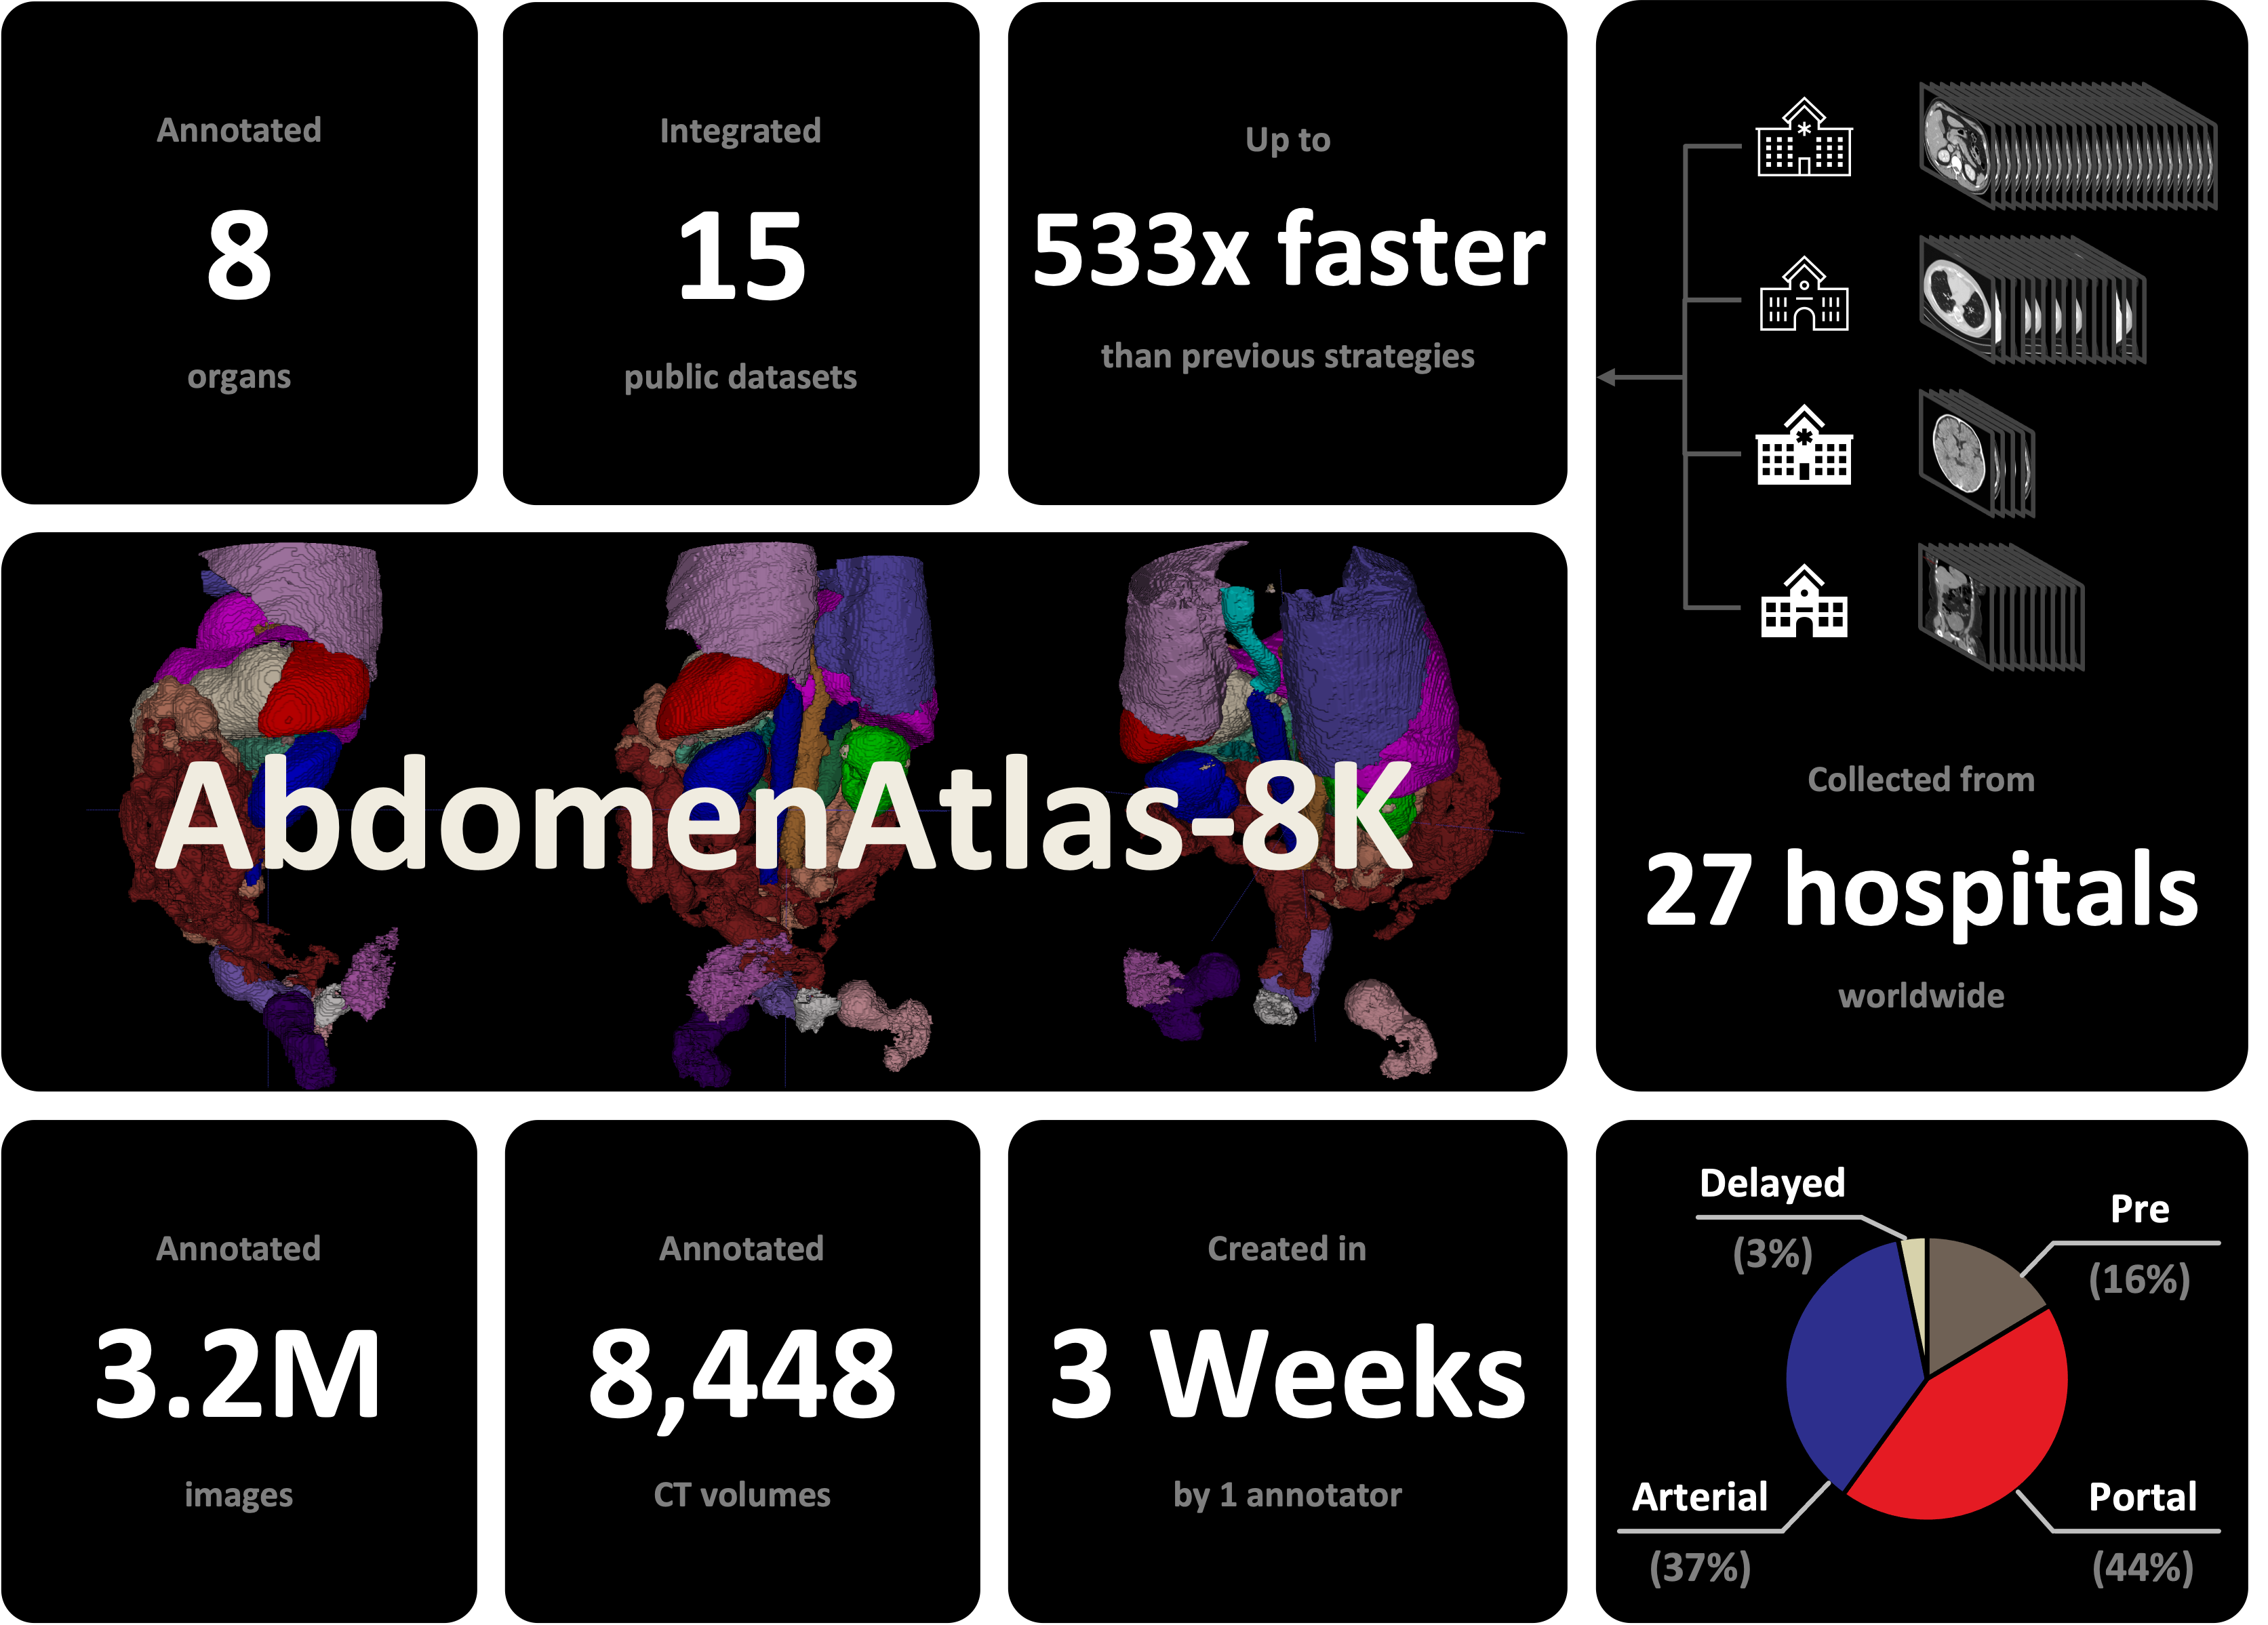 Annotated
8
organs
Integrated
15
public datasets
Up to
533x faster
than previous strategies
AbdomenAtlas-8K
Collected from
27 hospitals
worldwide
Annotated
3.2M
images
Annotated
8,448
CT volumes
Created in
3 Weeks
by 1 annotator
Delayed
(3%)
Pre
(16%)
Arterial
(37%)
Portal
(44%)